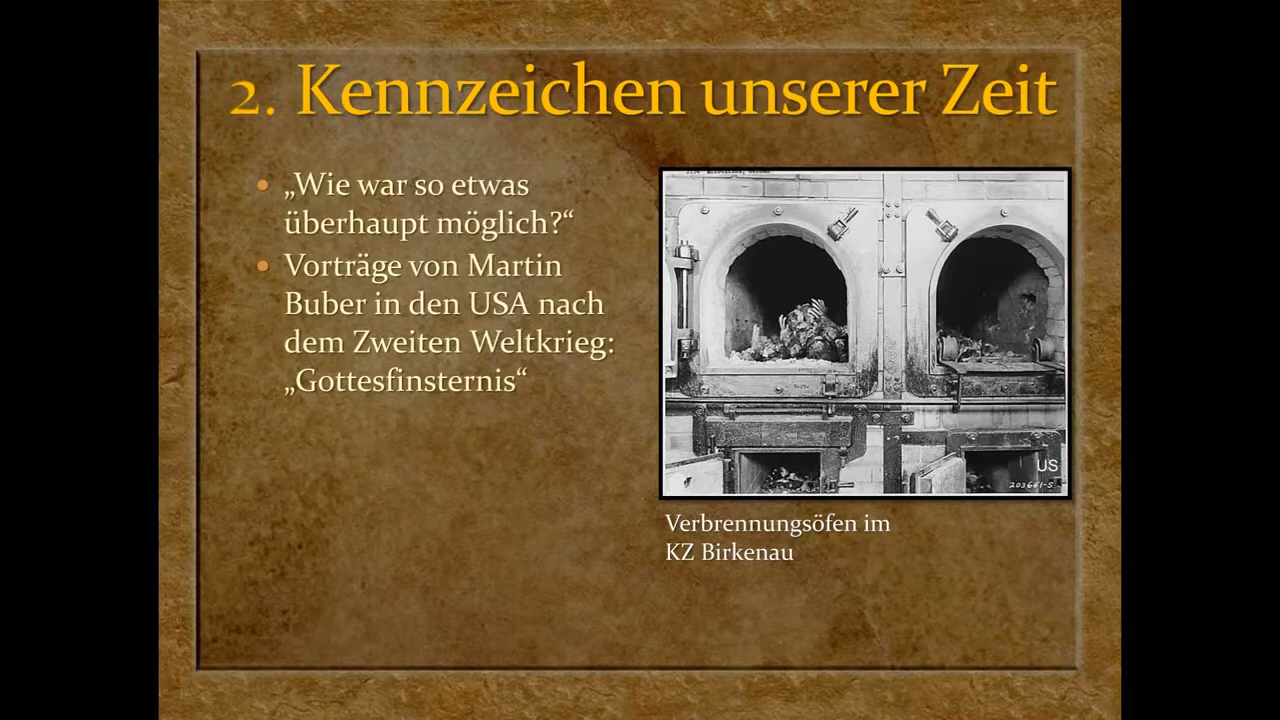 2. Kennzeichen unserer Zeit
• „Wie war so etwas
überhaupt möglich?“
• Vorträge von Martin
Buber in den USA nach
dem Zweiten Weltkrieg:
„Gottesfinsternis“
US
203661-S
Verbrennungsöfen im
KZ Birkenau